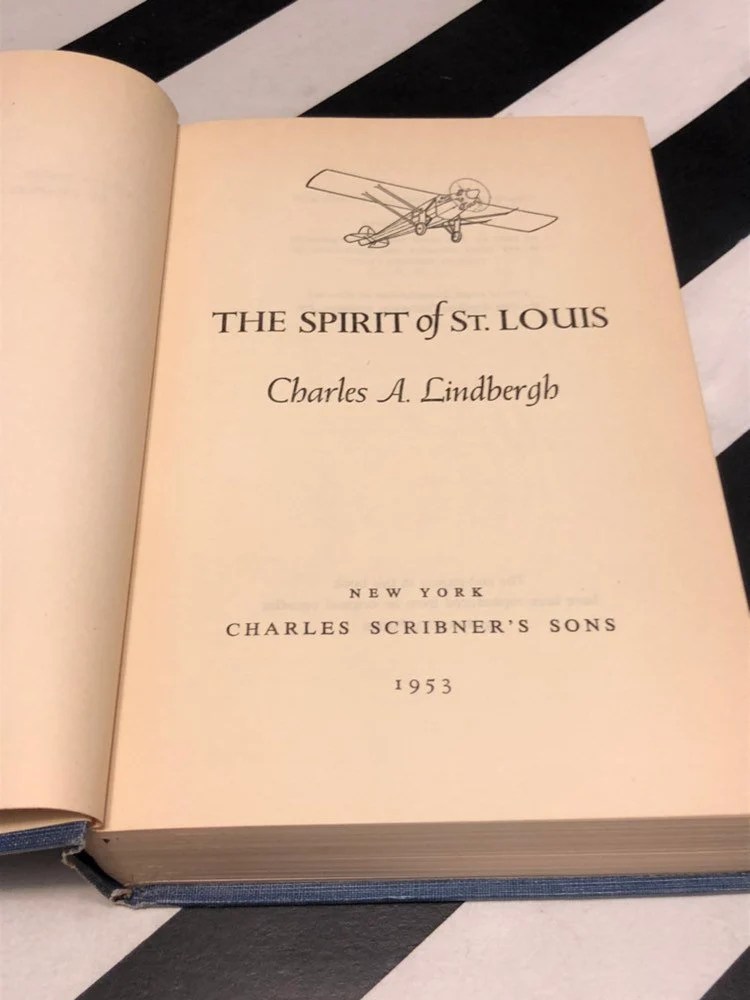 THE SPIRIT of ST. LOUIS
Charles A. Lindbergh
NEW YORK
CHARLES SCRIBNER'S SONS
1953